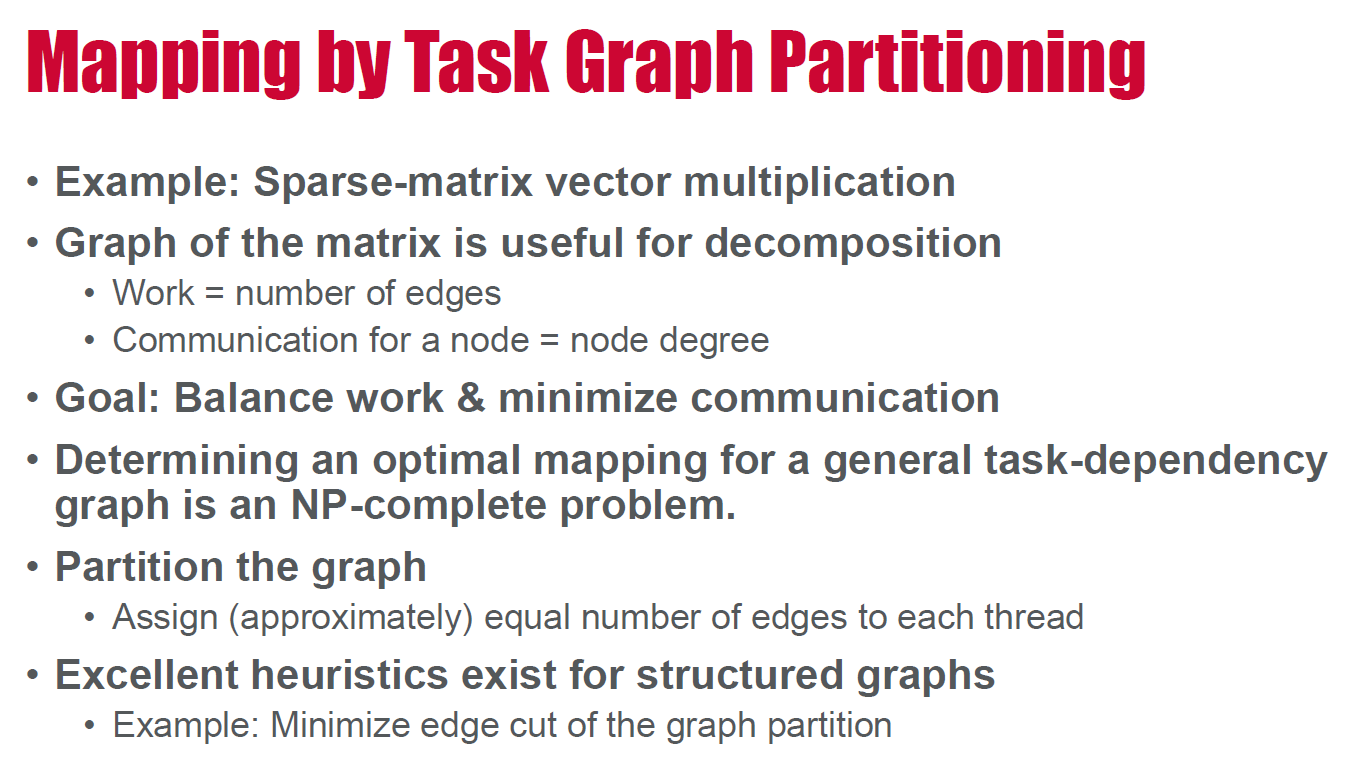 Mapping by Task Graph Partitioning
• Example: Sparse-matrix vector multiplication
• Graph of the matrix is useful for decomposition
• Work = number of edges
• Communication for a node = node degree
• Goal: Balance work & minimize communication
• Determining an optimal mapping for a general task-dependency
graph is an NP-complete problem.
• Partition the graph
• Assign (approximately) equal number of edges to each thread
• Excellent heuristics exist for structured graphs
• Example: Minimize edge cut of the graph partition